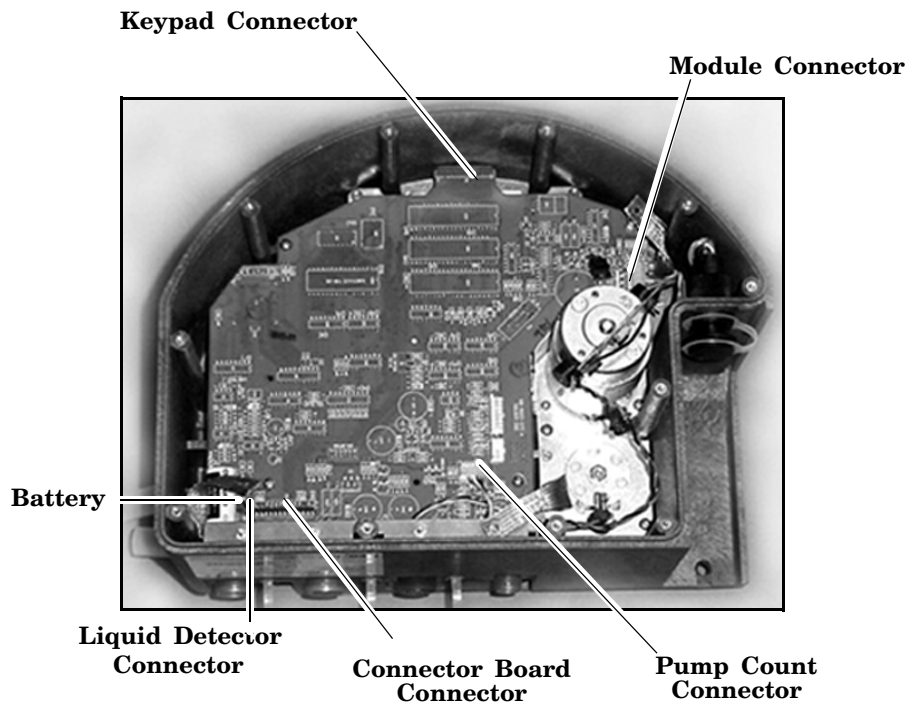 Keypad Connector
Module Connector
Battery
Liquid Detector
Connector
Connector Board
Connector
Pump Count
Connector